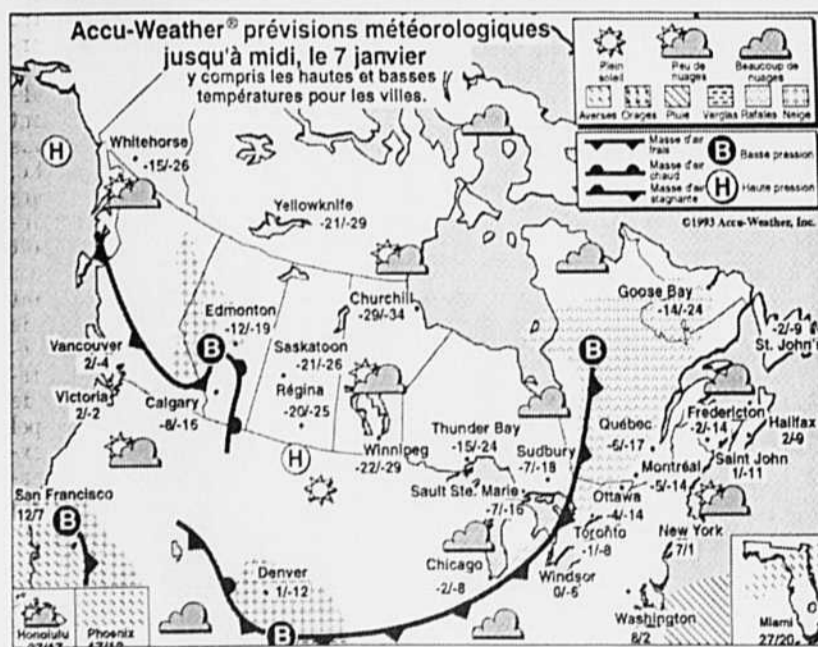 Accu-Weather® prévisions météorologiques
jusqu'à midi, le 7 janvier
y compris les hautes et basses
températures pour les villes.
Plein soleil
Peu de nuages
Beaucoup de nuages
Averses Orages Pluie Verglas Rafales Neige
Masse d'air frais
B Basse pression
Masse d'air chaud
Masse d'air stagnante
H Haute pression
©1993 Accu-Weather, Inc.
H
Whitehorse
-15/-26
Yellowknife
-21/-29
Churchill
-29/-34
Goose Bay
-14/-24
-2/-9
St. John's
Edmonton
-12/-19
B
B
Vancouver
2/-4
Saskatoon
-21/-26
Victoria
2/-2
Calgary
-8/-16
Régina
-20/-25
Winnipeg
-22/-29
H
Thunder Bay
-15/-24
Sudbury
-7/-18
Sault Ste. Marie
-7/-16
Québec
-6/-17
Fredericton
-2/-14
Halifax
2/-9
Saint John
1/-11
Montréal
-5/-14
Ottawa
-4/-14
Toronto
-1/-8
New York
7/1
San Francisco
12/7
B
Chicago
-2/-8
Windsor
0/-6
Denver
1/-12
B
Washington
8/2
Miami
27/20
Honolulu
Phoenix